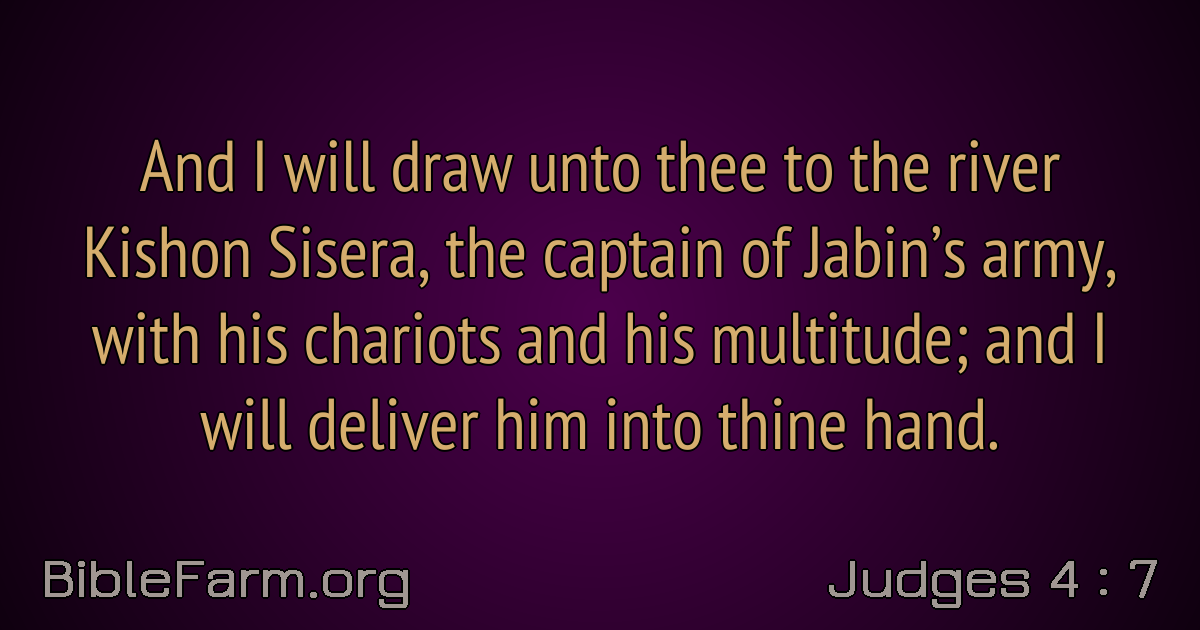 And I will draw unto thee to the river
Kishon Sisera, the captain of Jabin’s army,
with his chariots and his multitude; and I
will deliver him into thine hand.
BibleFarm.org
Judges 4 : 7